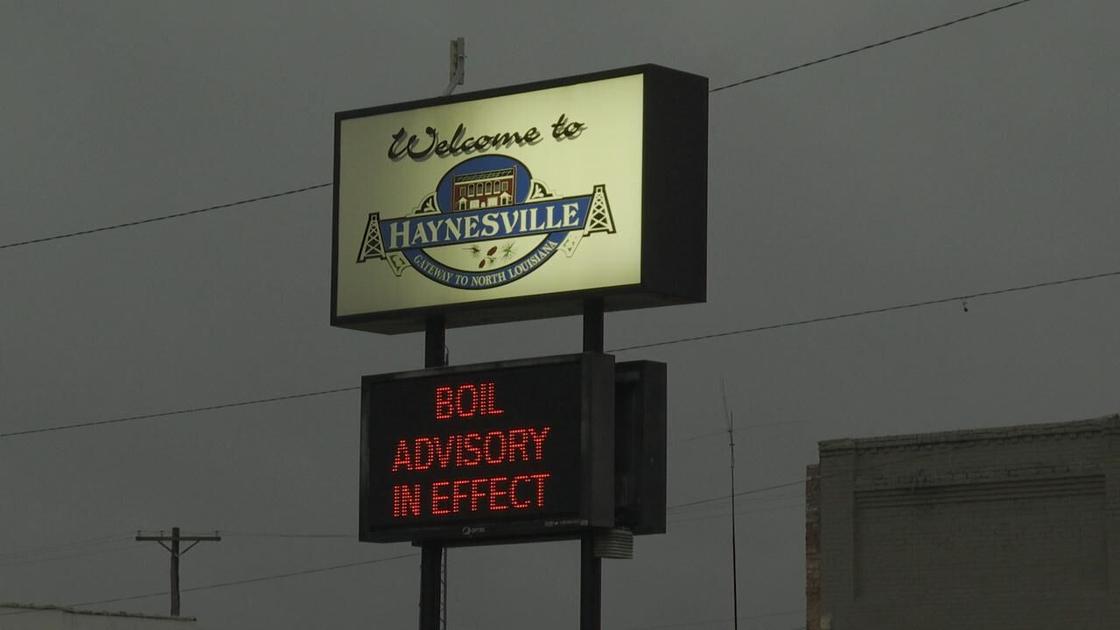 Welcome to
HAYNESVILLE
GATEWAY TO NORTH LOUISIANA
BOIL
ADVISORY
IN EFFECT